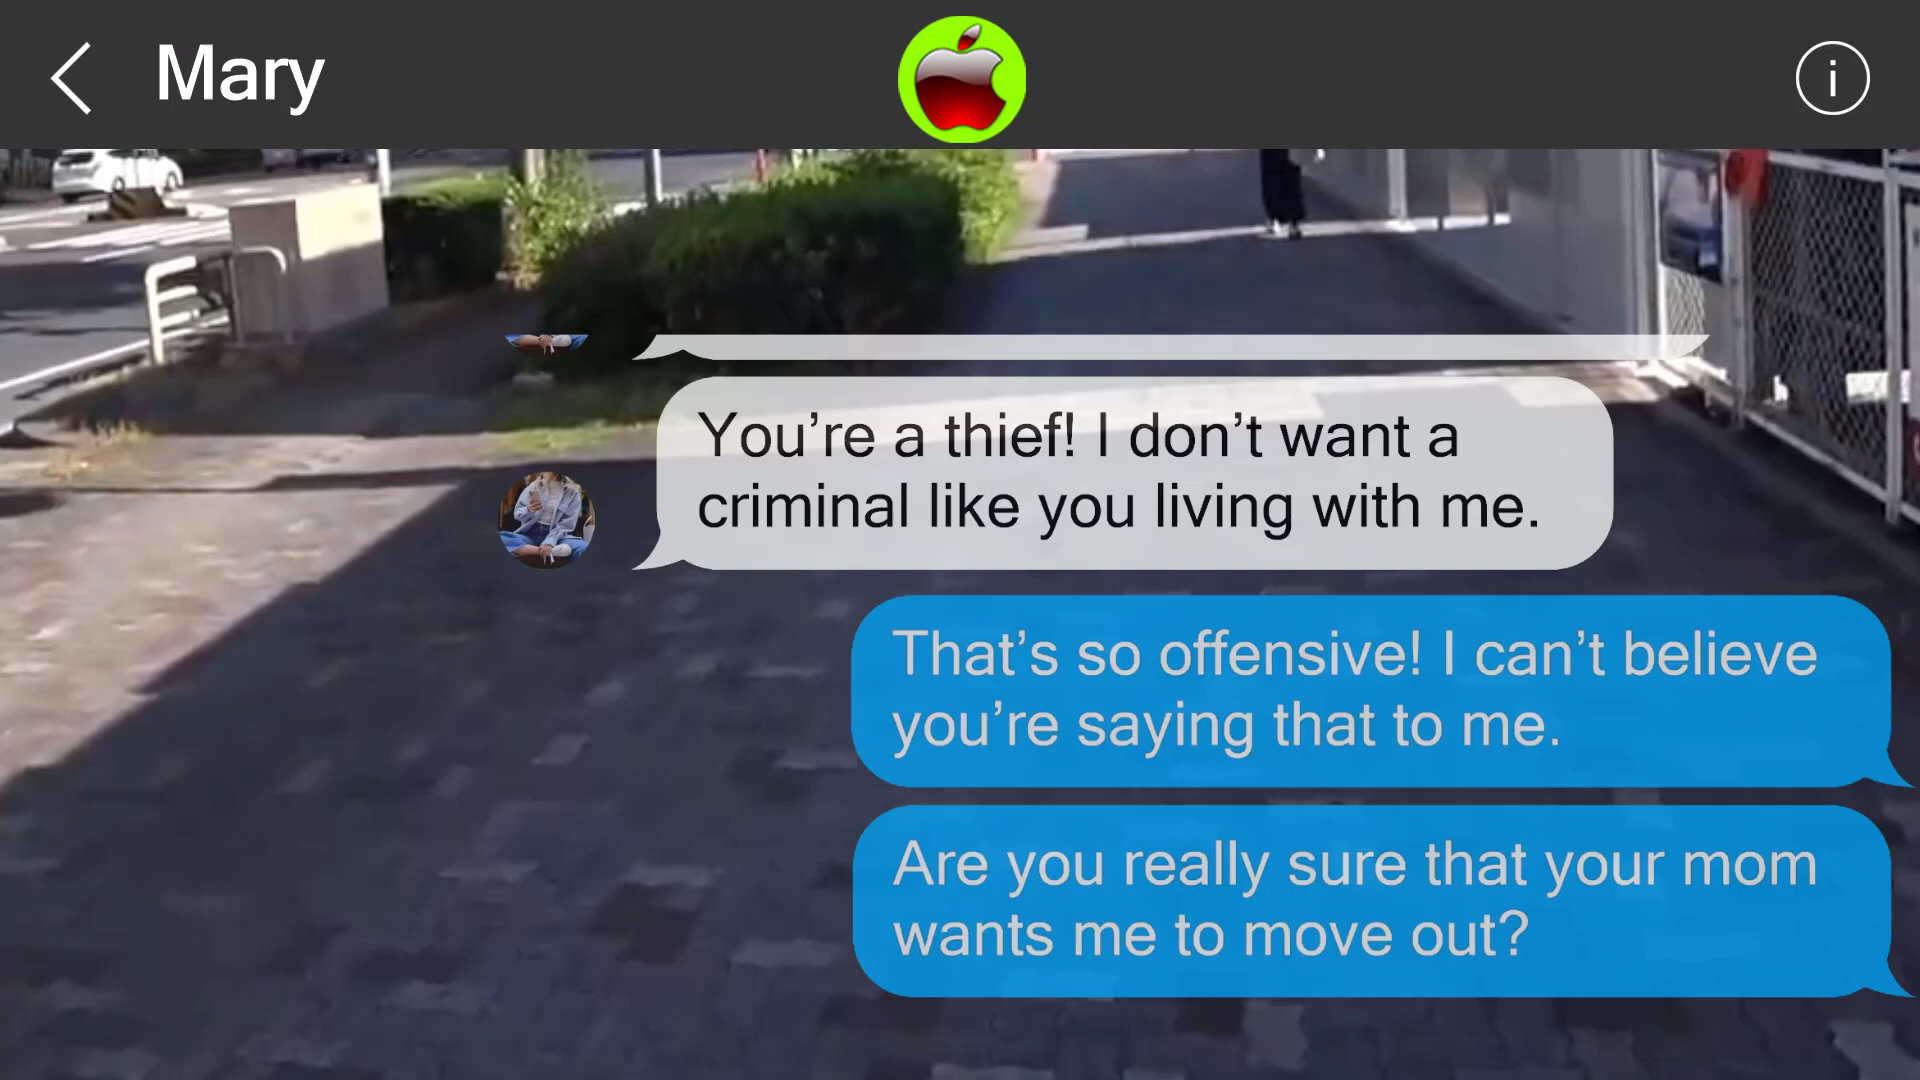 Mary
You’re a thief! I don’t want a
criminal like you living with me.
That’s so offensive! I can’t believe
you’re saying that to me.
Are you really sure that your mom
wants me to move out?